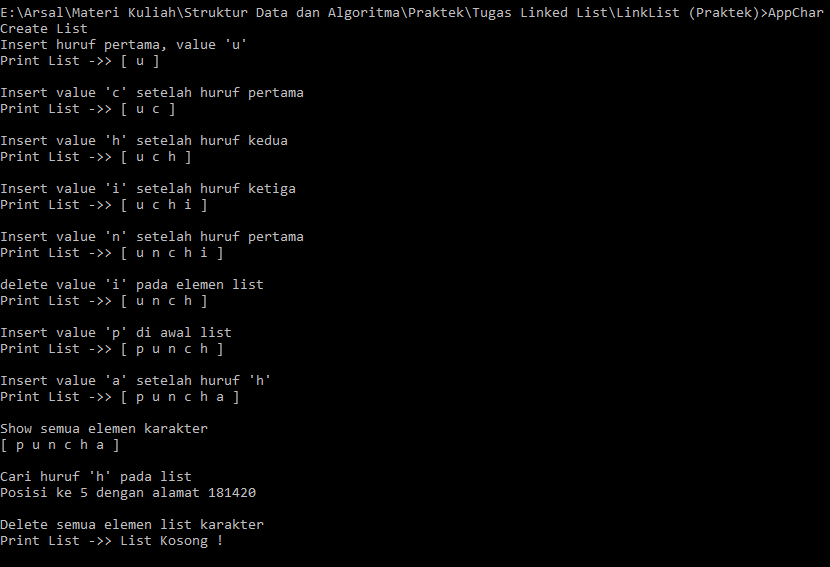 E:\Arsal\Materi Kuliah\Struktur Data dan Algoritma\Praktek\Tugas Linked List\LinkList (Praktek)>AppChar
Create List
Insert huruf pertama, value 'u'
Print List ->> [ u ]
Insert value 'c' setelah huruf pertama
Print List ->> [ u c ]
Insert value 'h' setelah huruf kedua
Print List ->> [ u c h ]
Insert value 'i' setelah huruf ketiga
Print List ->> [ u c h i ]
Insert value 'n' setelah huruf pertama
Print List ->> [ u n c h i ]
delete value 'i' pada elemen list
Print List ->> [ u n c h ]
Insert value 'p' di awal list
Print List ->> [ p u n c h ]
Insert value 'a' setelah huruf 'h'
Print List ->> [ p u n c h a ]
Show semua elemen karakter
[ p u n c h a ]
Cari huruf 'h' pada list
Posisi ke 5 dengan alamat 181420
Delete semua elemen list karakter
Print List ->> List Kosong !